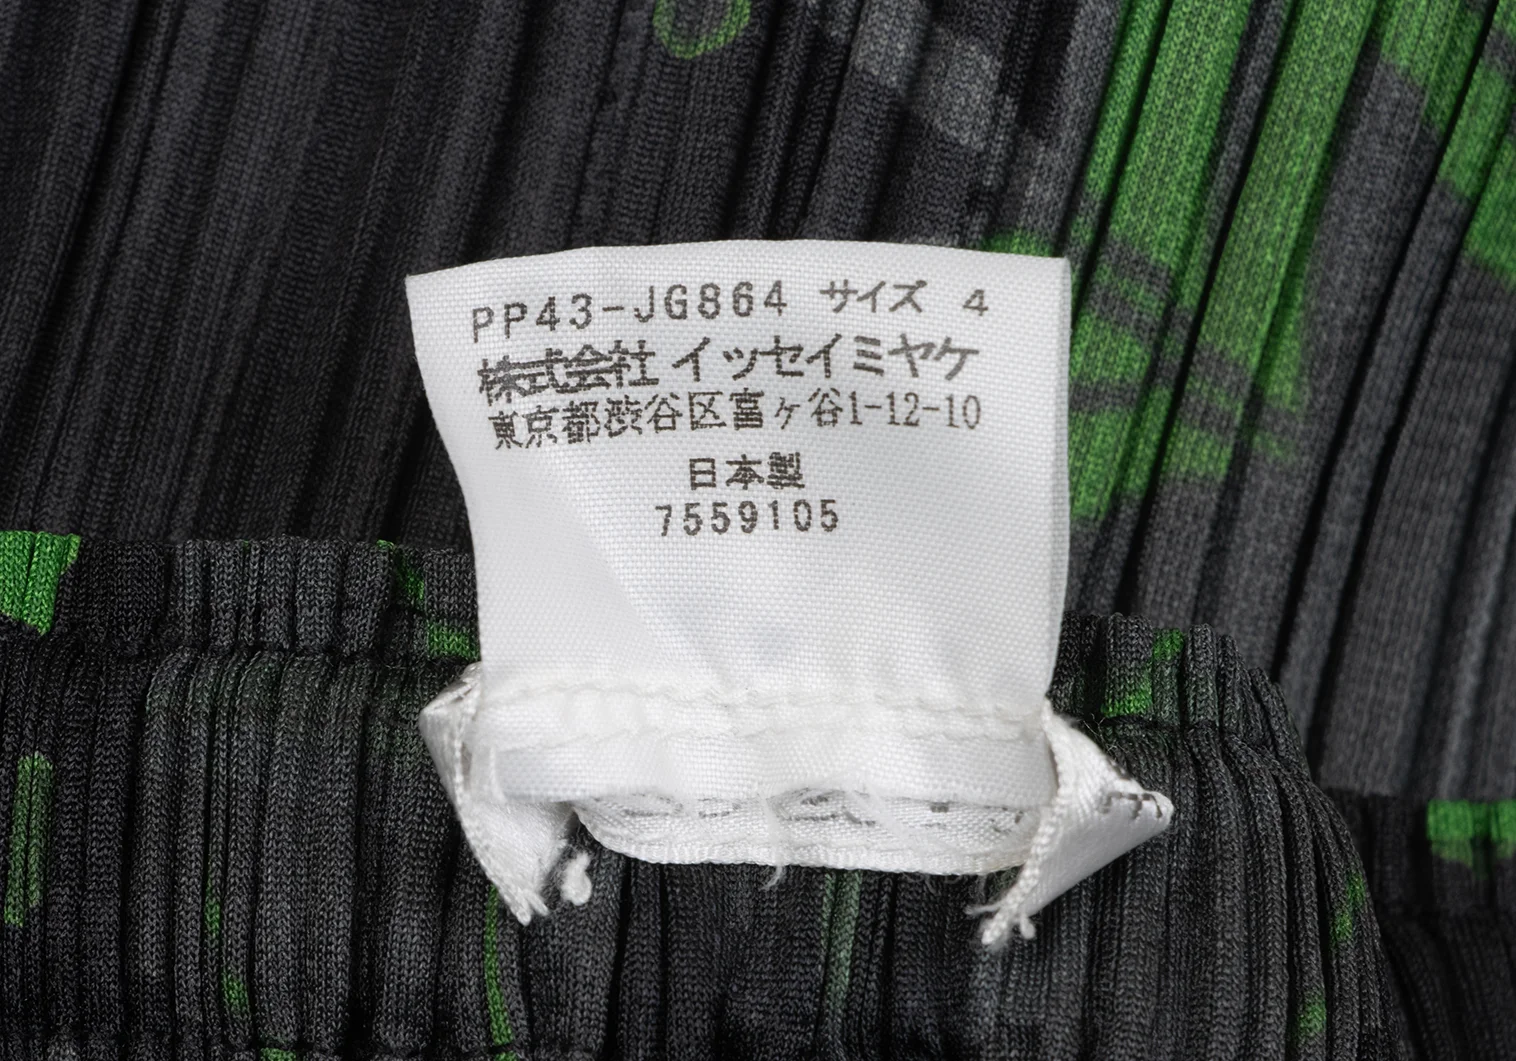 PP43-JG864 サイズ 4
株式会社 イッセイミヤケ
東京都渋谷区富ヶ谷1-12-10
日本製
7559105